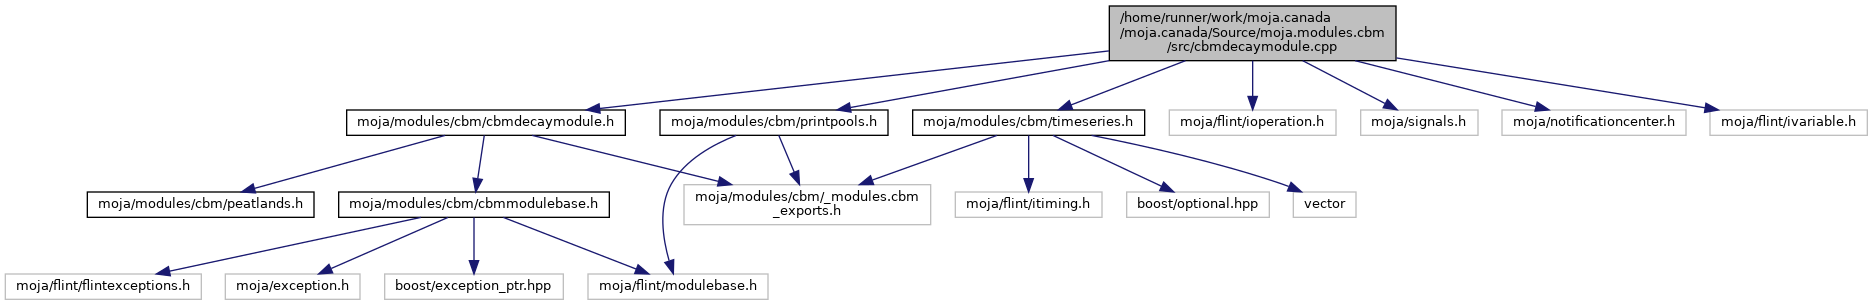 /home/runner/work/moja.canada
/moja.canada/Source/moja.modules.cbm
/src/cbmdecaymodule.cpp
moja/modules/cbm/cbmdecaymodule.h
moja/modules/cbm/printpools.h
moja/modules/cbm/timeseries.h
moja/flint/ioperation.h
moja/signals.h
moja/notificationcenter.h
moja/flint/ivariable.h
moja/modules/cbm/peatlands.h
moja/modules/cbm/cbmmodulebase.h
moja/modules/cbm/_modules.cbm
_exports.h
moja/flint/itiming.h
boost/optional.hpp
vector
moja/flint/flintexceptions.h
moja/exception.h
boost/exception_ptr.hpp
moja/flint/modulebase.h